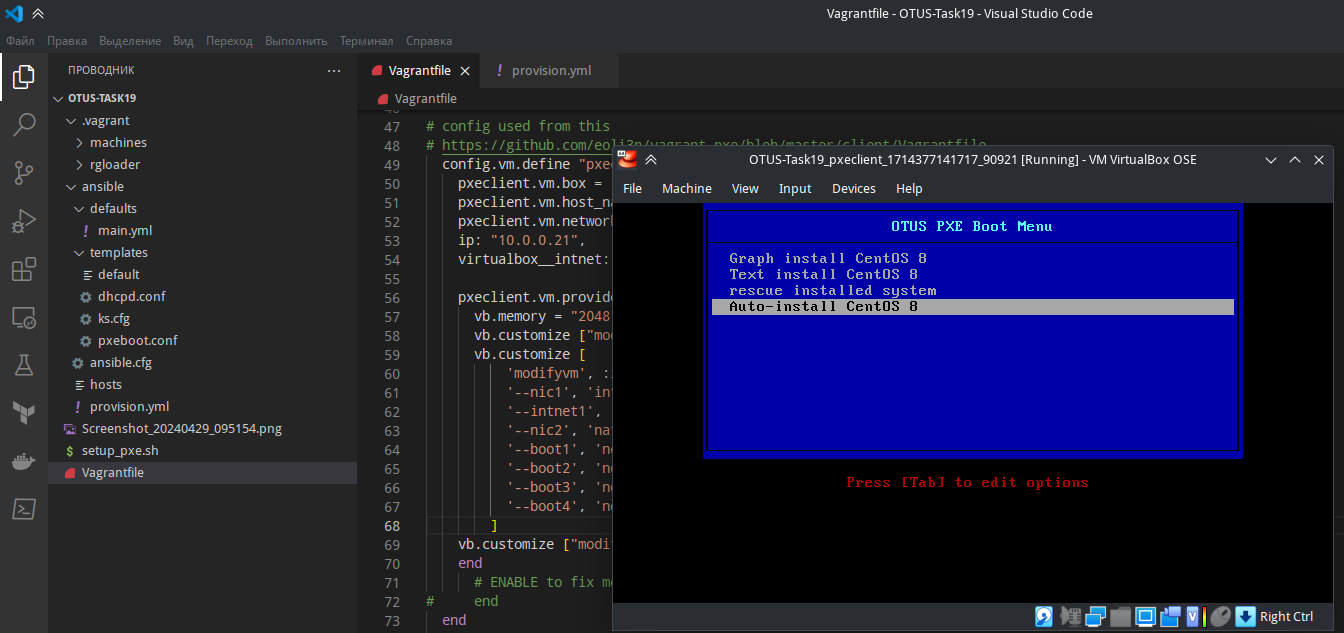 Vagrantfile - OTUS-Task19 - Visual Studio Code
Файл Правка Выделение Вид Переход Выполнить Терминал Справка
ПРОВОДНИК
OTUS-TASK19
.vagrant
machines
rgloader
ansible
defaults
! main.yml
templates
default
dhcpd.conf
ks.cfg
pxeboot.conf
ansible.cfg
hosts
! provision.yml
Screenshot_20240429_095154.png
$ setup_pxe.sh
Vagrantfile
Vagrantfile
! provision.yml
Vagrantfile
47 # config used from this
48 # https://github.com/eoli3n/vagrant-pxe/blob/master/client/Vagrantfile
49 config.vm.define "pxec
50 pxeclient.vm.box =
51 pxeclient.vm.host_na
52 pxeclient.vm.network
53 ip: "10.0.0.21",
54 virtualbox__intnet:
55
56 pxeclient.vm.provide
57 vb.memory = "2048
58 vb.customize ["mod
59 vb.customize [
60 'modifyvm', :
61 '--nic1', 'int
62 '--intnet1',
63 '--nic2', 'nat
64 '--boot1', 'ne
65 '--boot2', 'no
66 '--boot3', 'no
67 '--boot4', 'no
68 ]
69 vb.customize ["modif
70 end
71 # ENABLE to fix me
72 # end
73 end
OTUS-Task19_pxeclient_1714377141717_90921 [Running] - VM VirtualBox OSE
File Machine View Input Devices Help
OTUS PXE Boot Menu
Graph install CentOS 8
Text install CentOS 8
rescue installed system
Auto-install CentOS 8
Press [Tab] to edit options
Right Ctrl